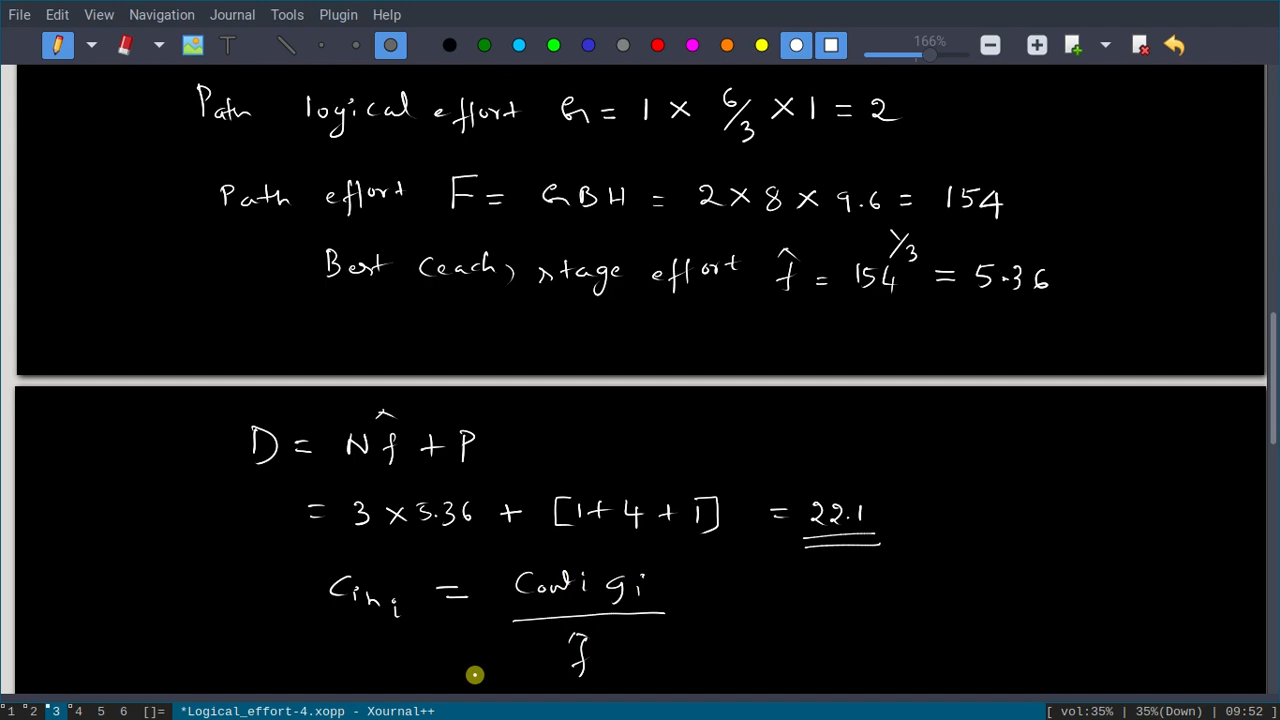 File Edit View Navigation Journal Tools Plugin Help
166%
Path logical effort G = 1 × 6/3 × 1 = 2
Path effort F = GBH = 2 × 8 × 9.6 = 154
Best (each) stage effort f̂ = 154^1/3 = 5.36
D = N f̂ + P
= 3 × 5.36 + [1 + 4 + 1] = 22.1
Cin_i = Couti gi
f̂
1 2 3 4 5 6 []= *Logical_effort-4.xopp - Xournal++ [ vol:35% | 35%(Down) | 09:52 ]